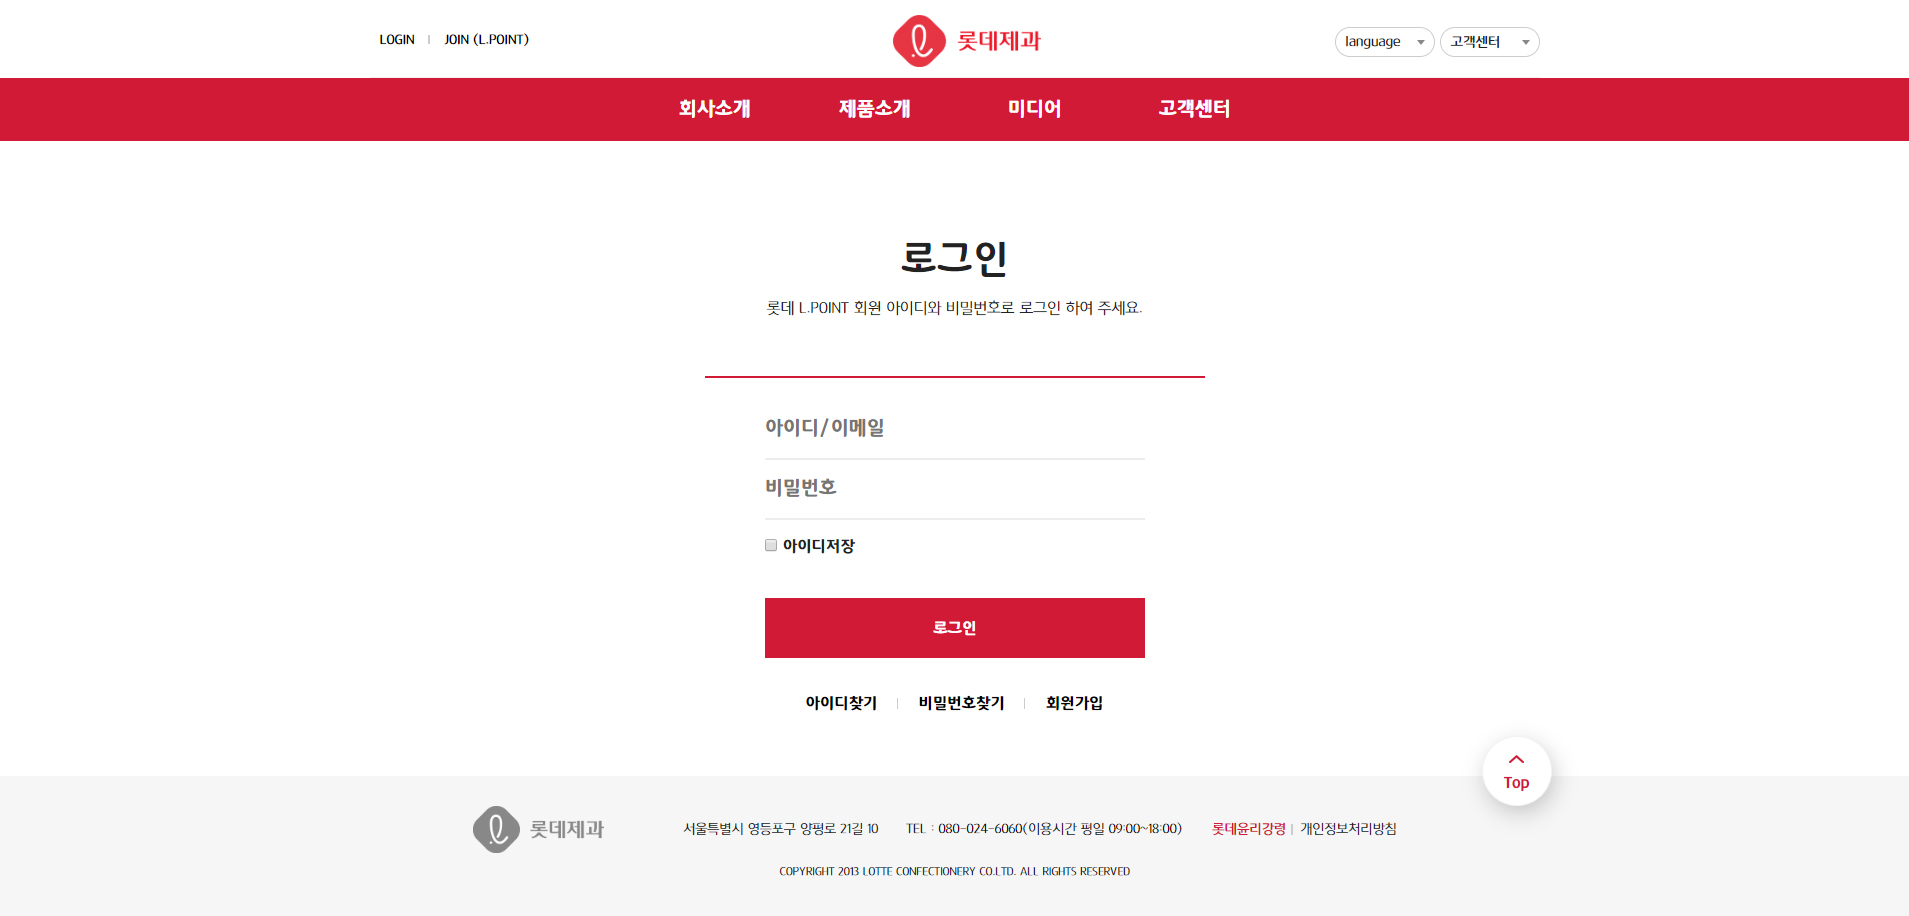 LOGIN | JOIN (L.POINT)
롯데제과
language
고객센터
회사소개 제품소개 미디어 고객센터
로그인
롯데 L.POINT 회원 아이디와 비밀번호로 로그인 하여 주세요.
아이디/이메일
비밀번호
아이디저장
로그인
아이디찾기 | 비밀번호찾기 | 회원가입
Top
롯데제과
서울특별시 영등포구 양평로 21길 10 TEL : 080-024-6060(이용시간 평일 09:00~18:00) 롯데윤리강령 | 개인정보처리방침
COPYRIGHT 2013 LOTTE CONFECTIONERY CO.LTD. ALL RIGHTS RESERVED